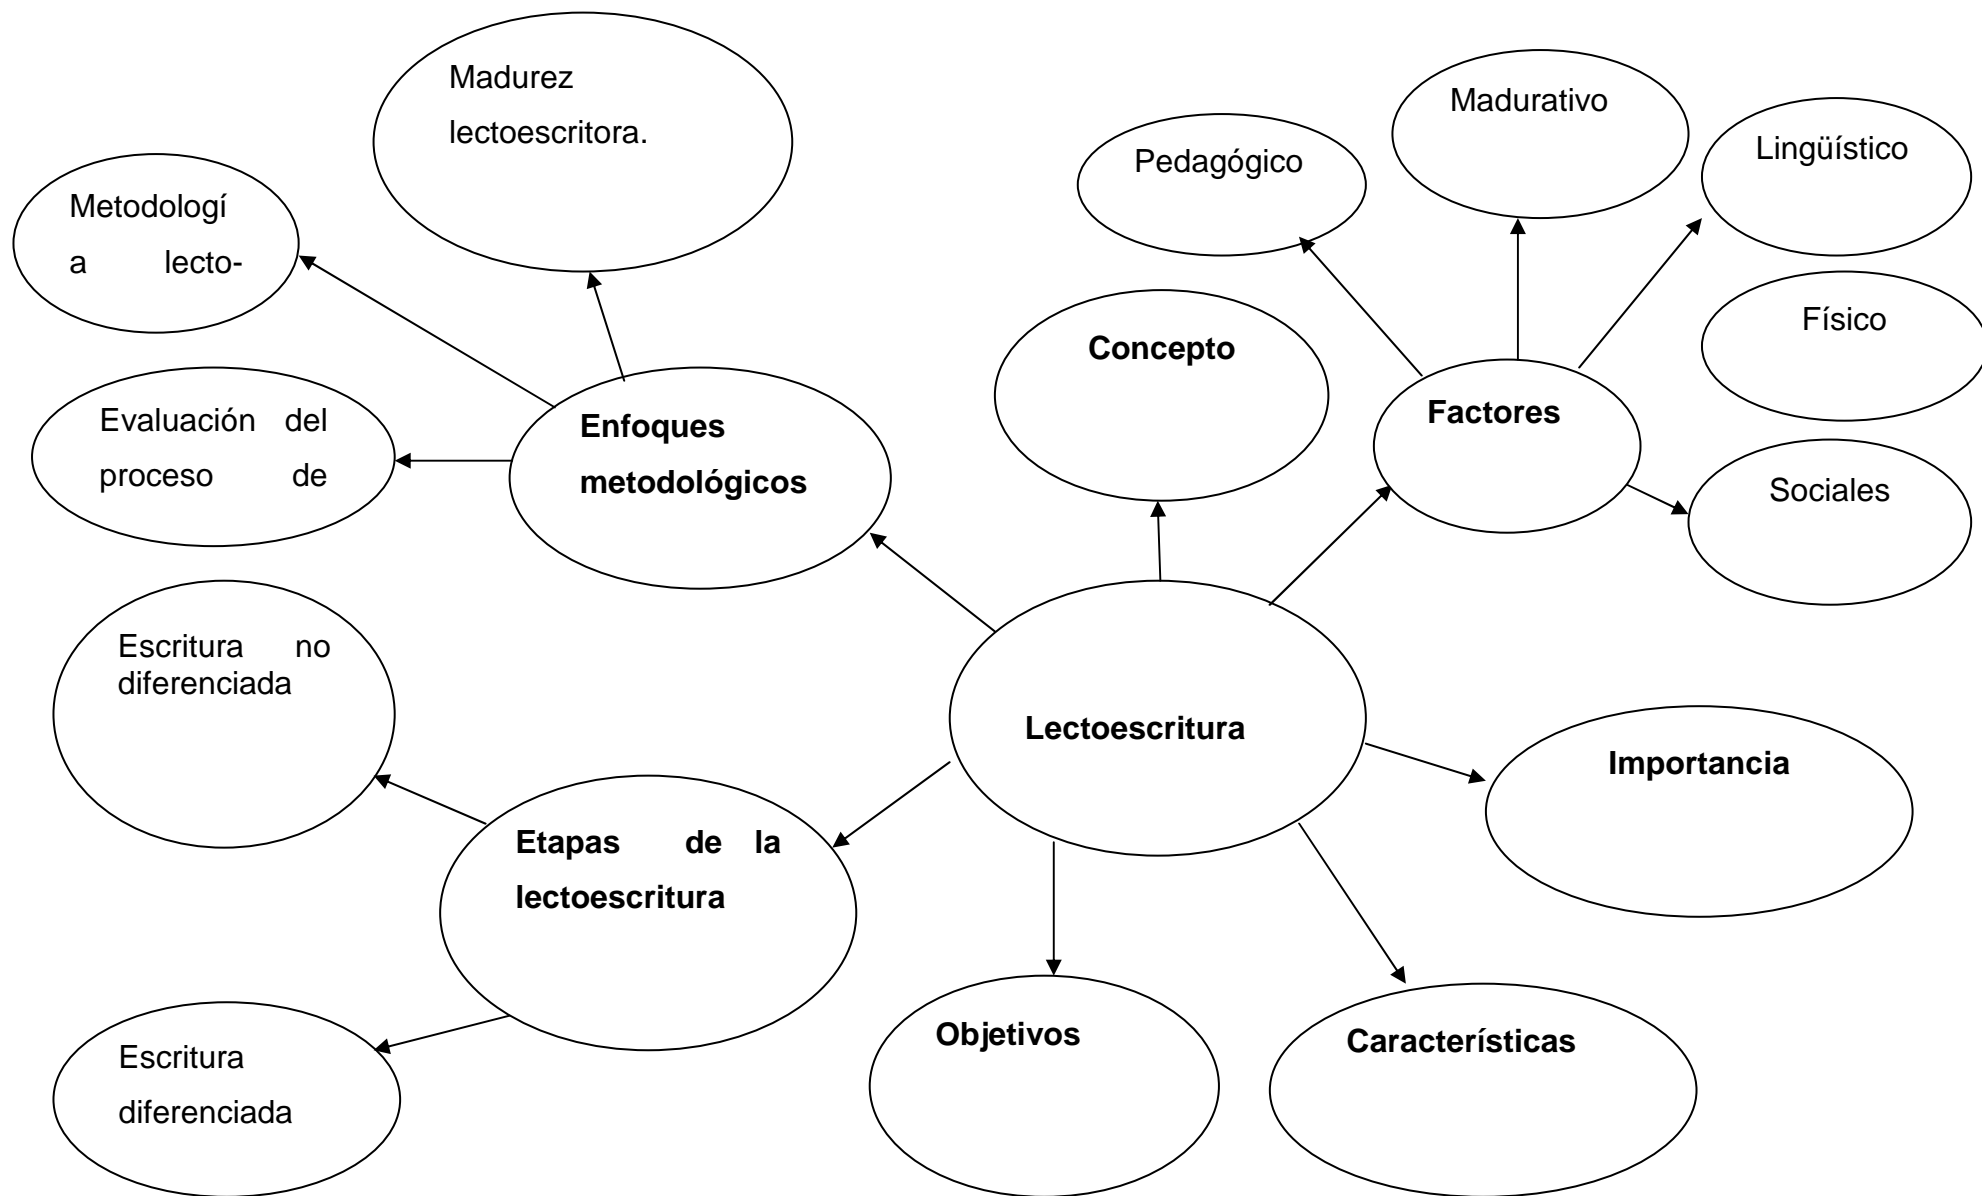 Madurez
lectoescritora.
Metodologí
a lecto-
Evaluación del
proceso de
Enfoques
metodológicos
Pedagógico
Madurativo
Lingüístico
Físico
Sociales
Concepto
Factores
Escritura no
diferenciada
Lectoescritura
Importancia
Etapas de la
lectoescritura
Escritura
diferenciada
Objetivos
Características